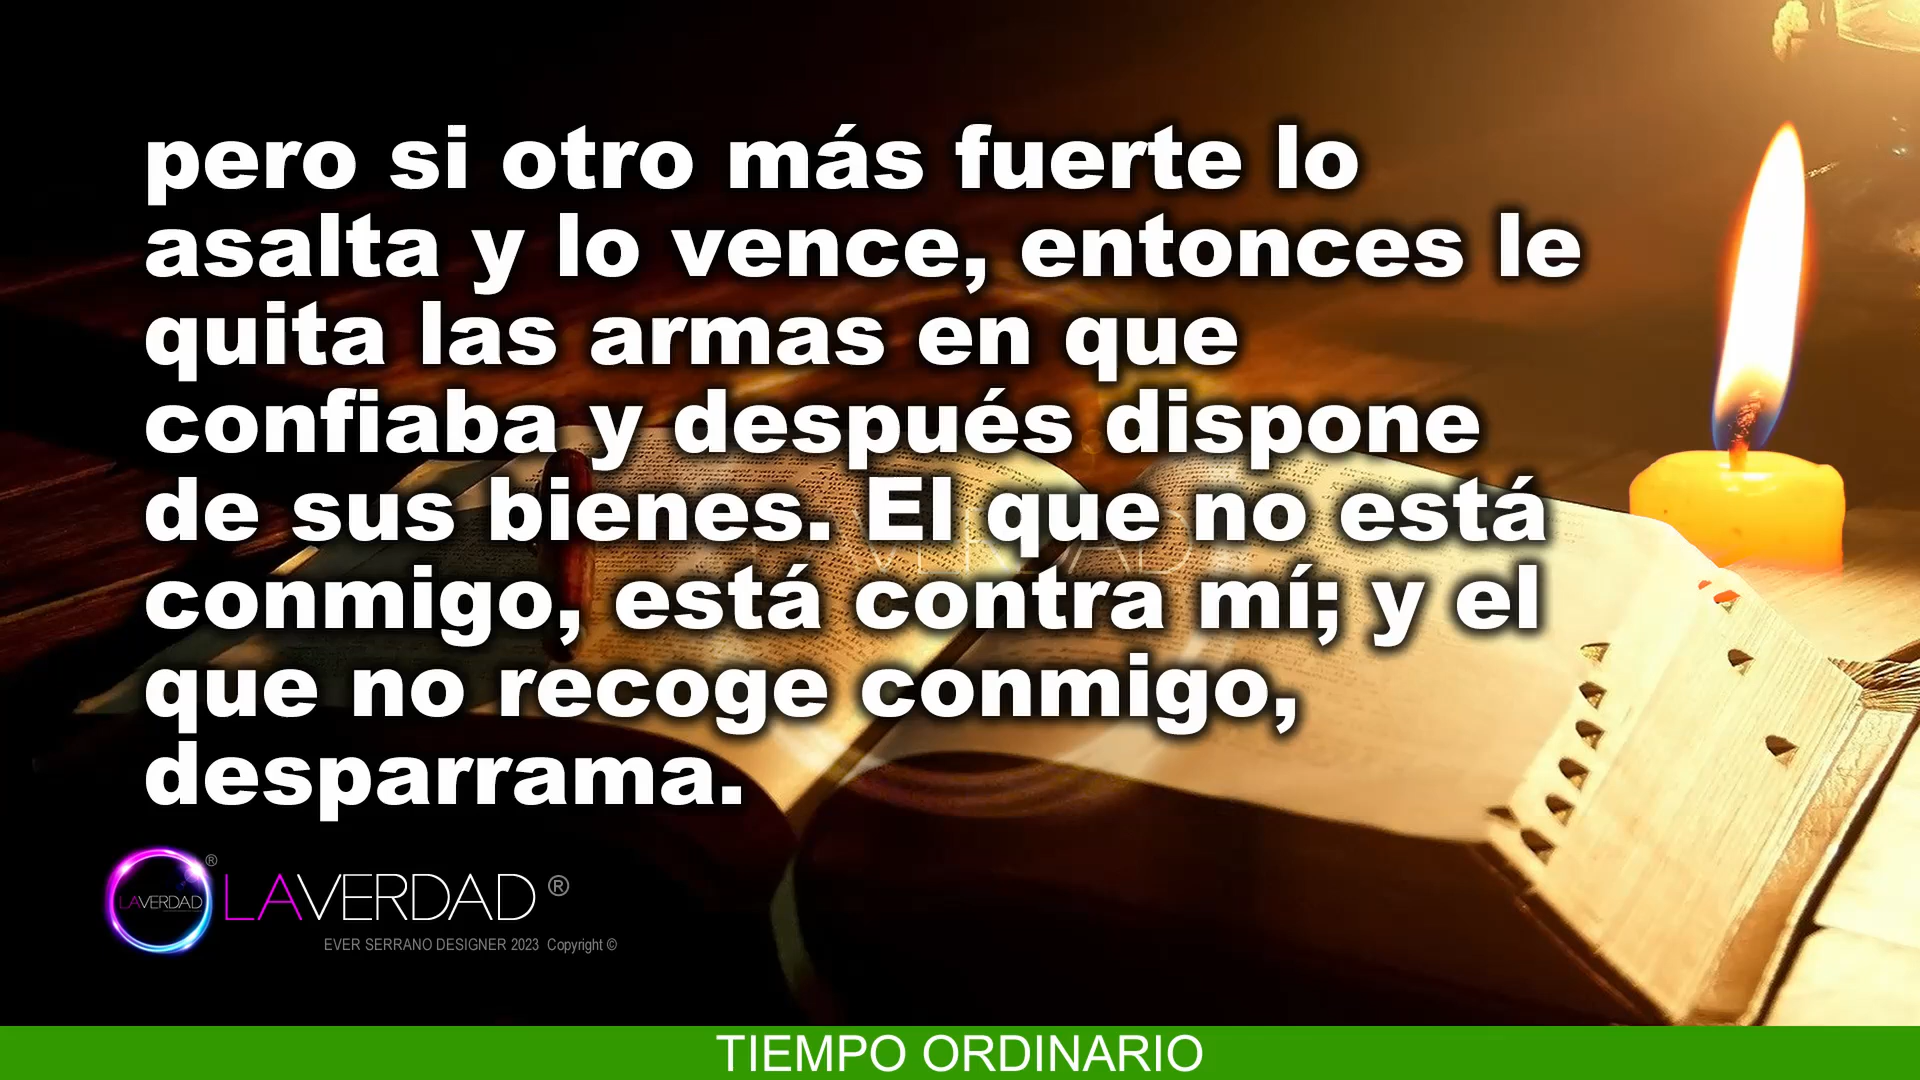 pero si otro más fuerte lo
asalta y lo vence, entonces le
quita las armas en que
confiaba y después dispone
de sus bienes. El que no está
conmigo, está contra mí; y el
que no recoge conmigo,
desparrama.
LAVERDAD ®
LAVERDAD ®
EVER SERRANO DESIGNER 2023 Copyright ©
TIEMPO ORDINARIO